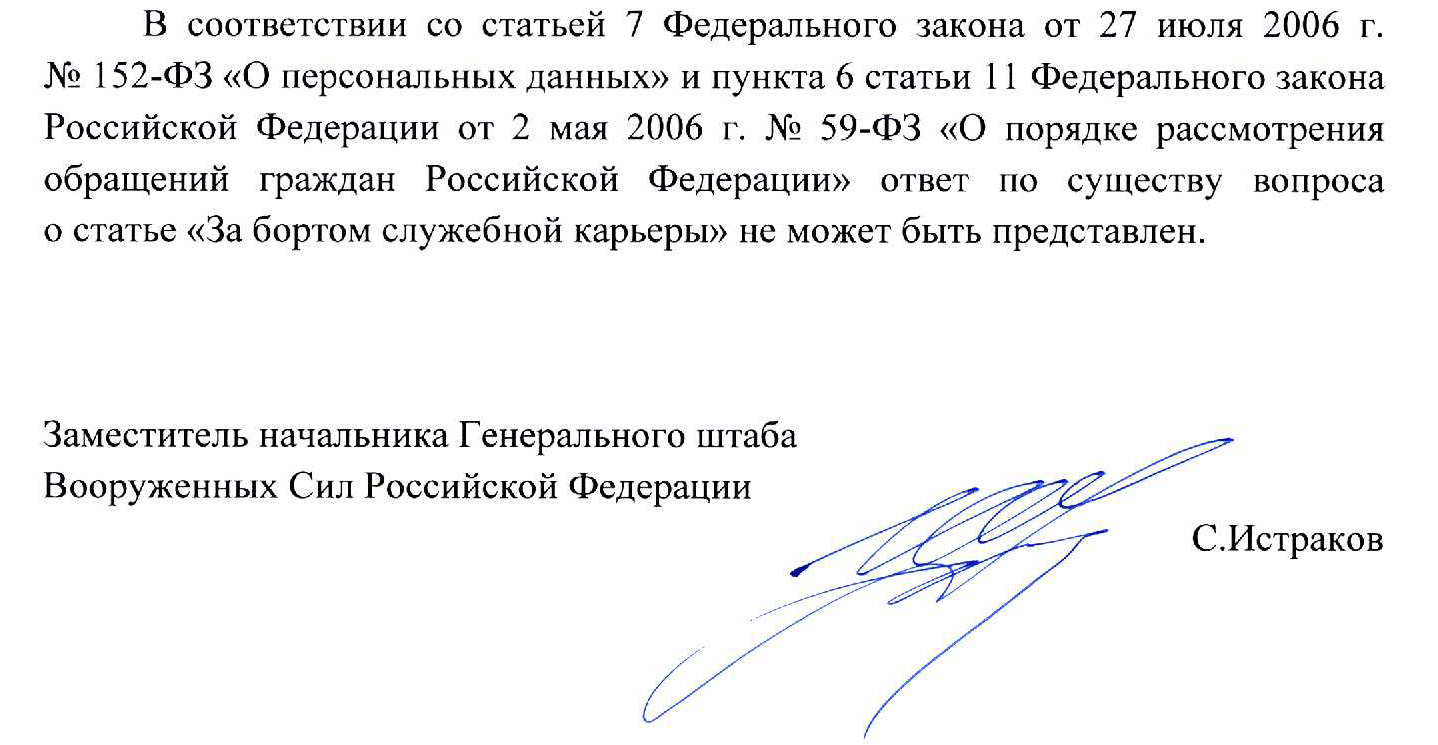 В соответствии со статьей 7 Федерального закона от 27 июля 2006 г.
№ 152-ФЗ «О персональных данных» и пункта 6 статьи 11 Федерального закона
Российской Федерации от 2 мая 2006 г. № 59-ФЗ «О порядке рассмотрения
обращений граждан Российской Федерации» ответ по существу вопроса
о статье «За бортом служебной карьеры» не может быть представлен.
Заместитель начальника Генерального штаба
Вооруженных Сил Российской Федерации
С.Истраков